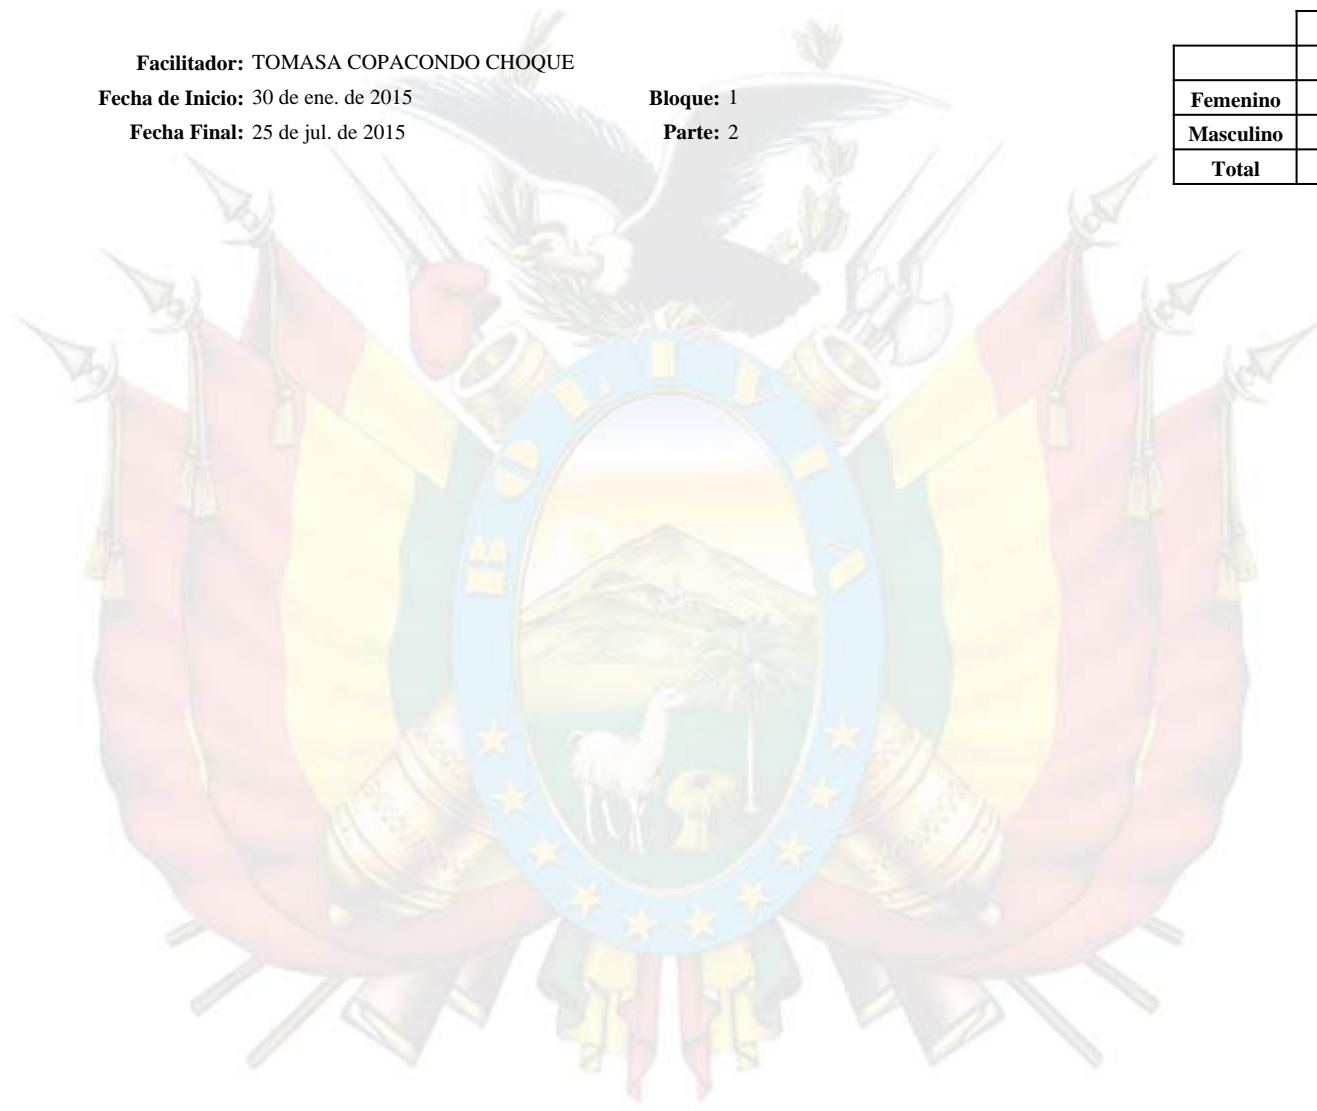 Facilitador: TOMASA COPACONDO CHOQUE
Fecha de Inicio: 30 de ene. de 2015 Bloque: 1
Fecha Final: 25 de jul. de 2015 Parte: 2
Femenino
Masculino
Total
BOLIVIA